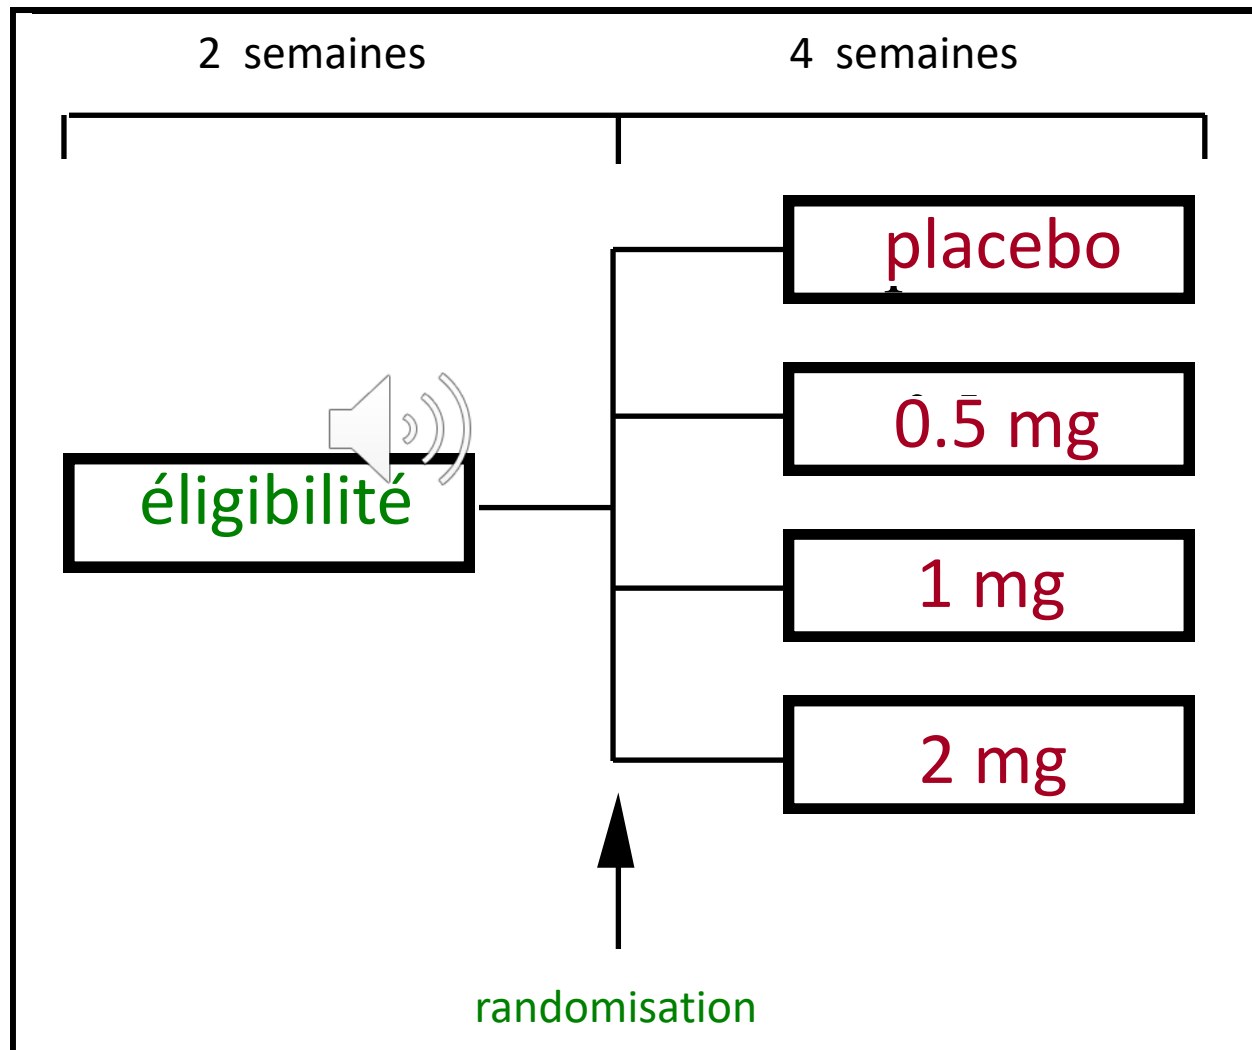 2 semaines
4 semaines
placebo
0.5 mg
éligibilité
1 mg
2 mg
randomisation